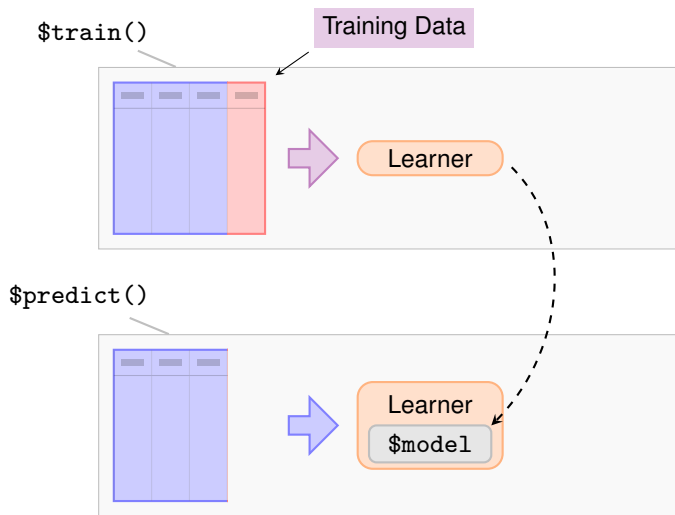 $train()
Training Data
Learner
$predict()
Learner
$model